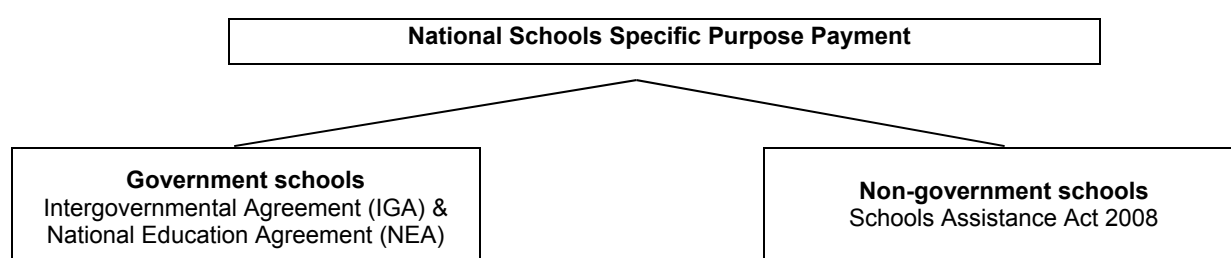 National Schools Specific Purpose Payment
Government schools
Intergovernmental Agreement (IGA) &
National Education Agreement (NEA)
Non-government schools
Schools Assistance Act 2008